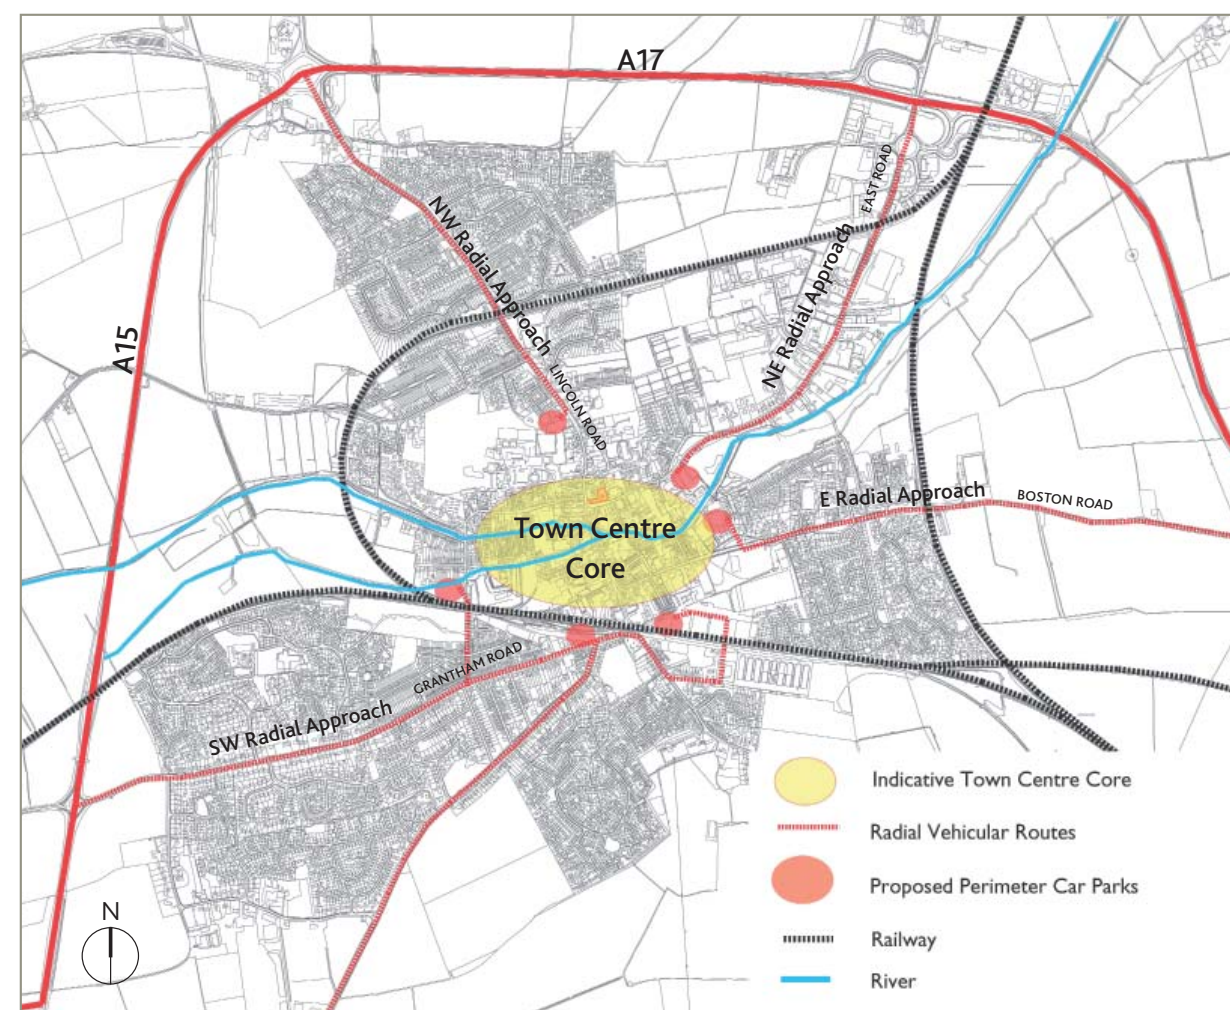 A17
A15
NW Radial Approach
LINCOLN ROAD
NE Radial Approach
EAST ROAD
E Radial Approach
BOSTON ROAD
Town Centre
Core
GRANTHAM ROAD
SW Radial Approach
N
Indicative Town Centre Core
Radial Vehicular Routes
Proposed Perimeter Car Parks
Railway
River